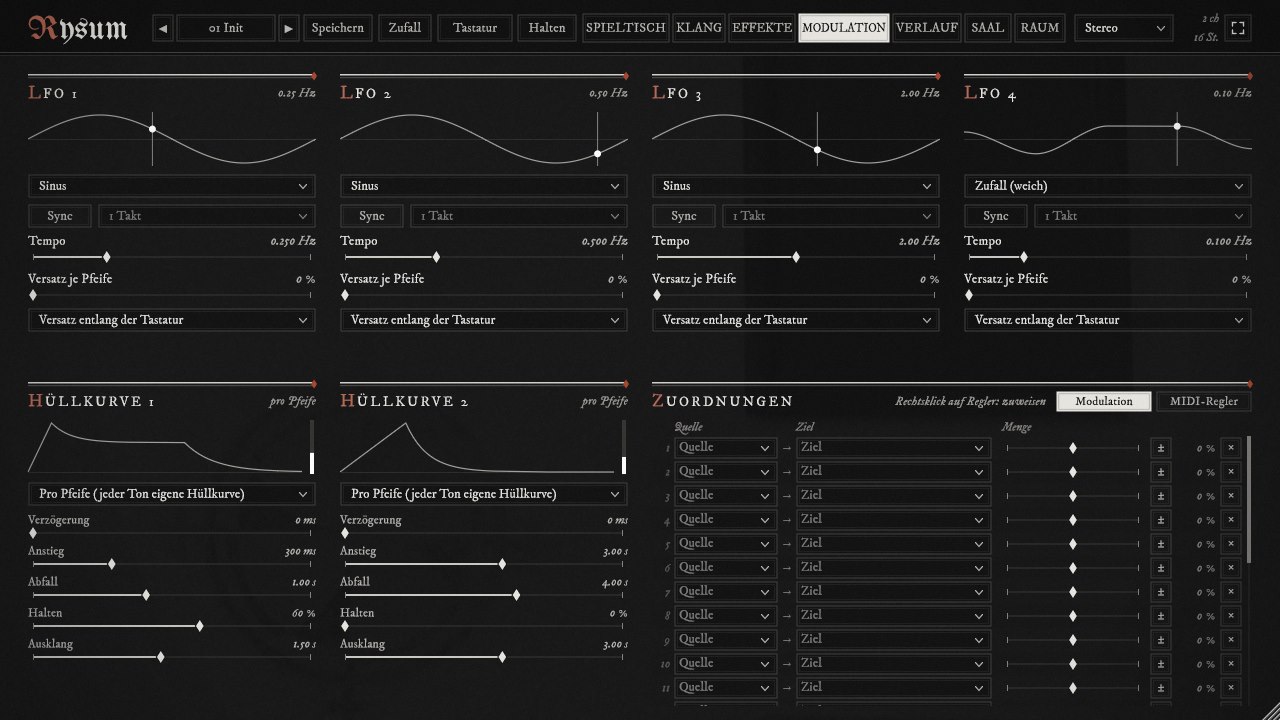 Rysum ◀ 01 Init ▶ Speichern Zufall Tastatur Halten SPIELTISCH KLANG EFFEKTE MODULATION VERLAUF SAAL RAUM Stereo 2 ch
16 St.
LFO 1 0.25 Hz LFO 2 0.50 Hz LFO 3 2.00 Hz LFO 4 0.10 Hz
Sinus Sinus Sinus Zufall (weich)
Sync 1 Takt Sync 1 Takt Sync 1 Takt Sync 1 Takt
Tempo 0.250 Hz Tempo 0.500 Hz Tempo 2.00 Hz Tempo 0.100 Hz
Versatz je Pfeife 0 % Versatz je Pfeife 0 % Versatz je Pfeife 0 % Versatz je Pfeife 0 %
Versatz entlang der Tastatur Versatz entlang der Tastatur Versatz entlang der Tastatur Versatz entlang der Tastatur
HÜLLKURVE 1 pro Pfeife HÜLLKURVE 2 pro Pfeife ZUORDNUNGEN Rechtsklick auf Regler: zuweisen Modulation MIDI-Regler
Quelle Ziel Menge
1 Quelle → Ziel ± 0 % ×
2 Quelle → Ziel ± 0 % ×
Pro Pfeife (jeder Ton eigene Hüllkurve) Pro Pfeife (jeder Ton eigene Hüllkurve) 3 Quelle → Ziel ± 0 % ×
Verzögerung 0 ms Verzögerung 0 ms 4 Quelle → Ziel ± 0 % ×
Anstieg 300 ms Anstieg 3.00 s 5 Quelle → Ziel ± 0 % ×
6 Quelle → Ziel ± 0 % ×
Abfall 1.00 s Abfall 4.00 s 7 Quelle → Ziel ± 0 % ×
Halten 60 % Halten 0 % 8 Quelle → Ziel ± 0 % ×
Ausklang 1.50 s Ausklang 3.00 s 9 Quelle → Ziel ± 0 % ×
10 Quelle → Ziel ± 0 % ×
11 Quelle → Ziel ± 0 % ×